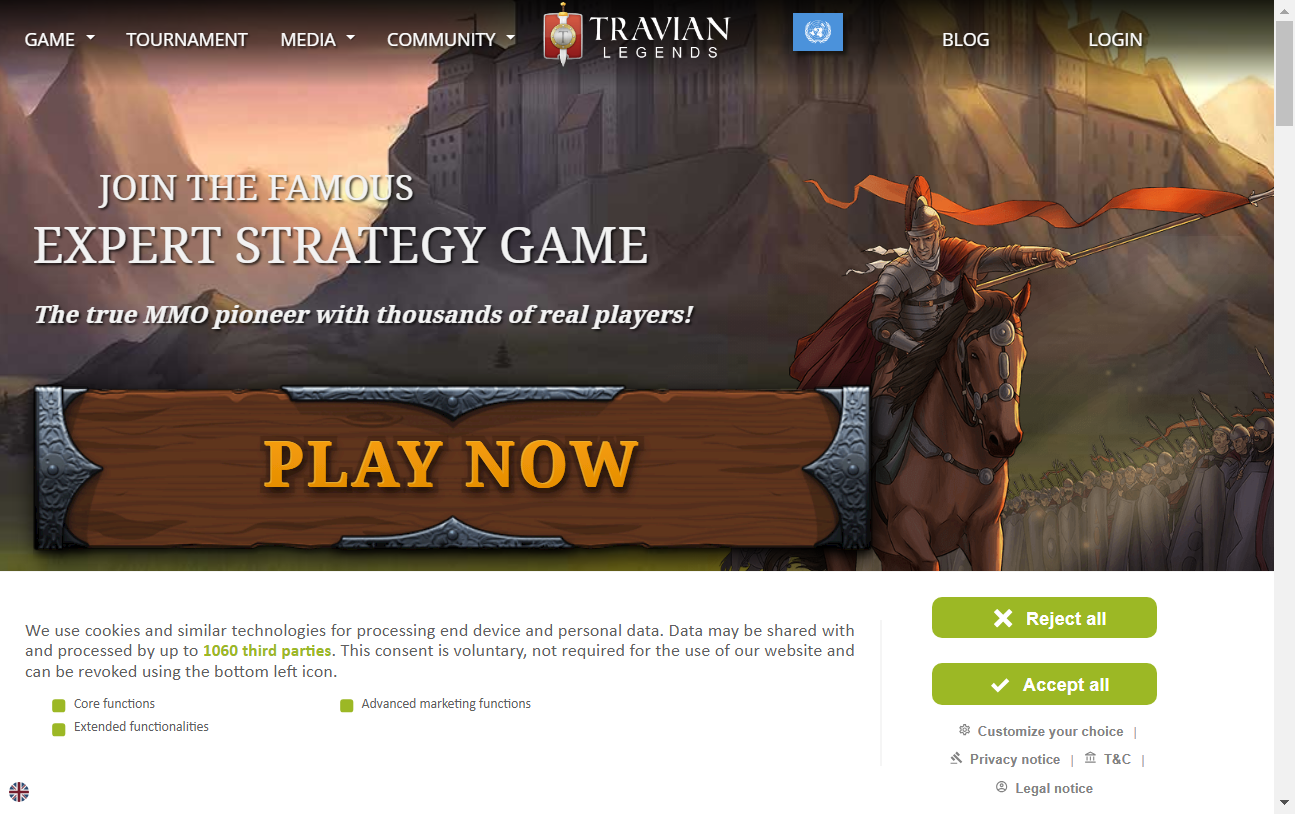 GAME
TOURNAMENT
MEDIA
COMMUNITY
TRAVIAN
LEGENDS
BLOG
LOGIN
JOIN THE FAMOUS
EXPERT STRATEGY GAME
The true MMO pioneer with thousands of real players!
PLAY NOW
We use cookies and similar technologies for processing end device and personal data. Data may be shared with
and processed by up to 1060 third parties. This consent is voluntary, not required for the use of our website and
can be revoked using the bottom left icon.
Core functions
Advanced marketing functions
Extended functionalities
Reject all
Accept all
Customize your choice |
Privacy notice | T&C |
Legal notice